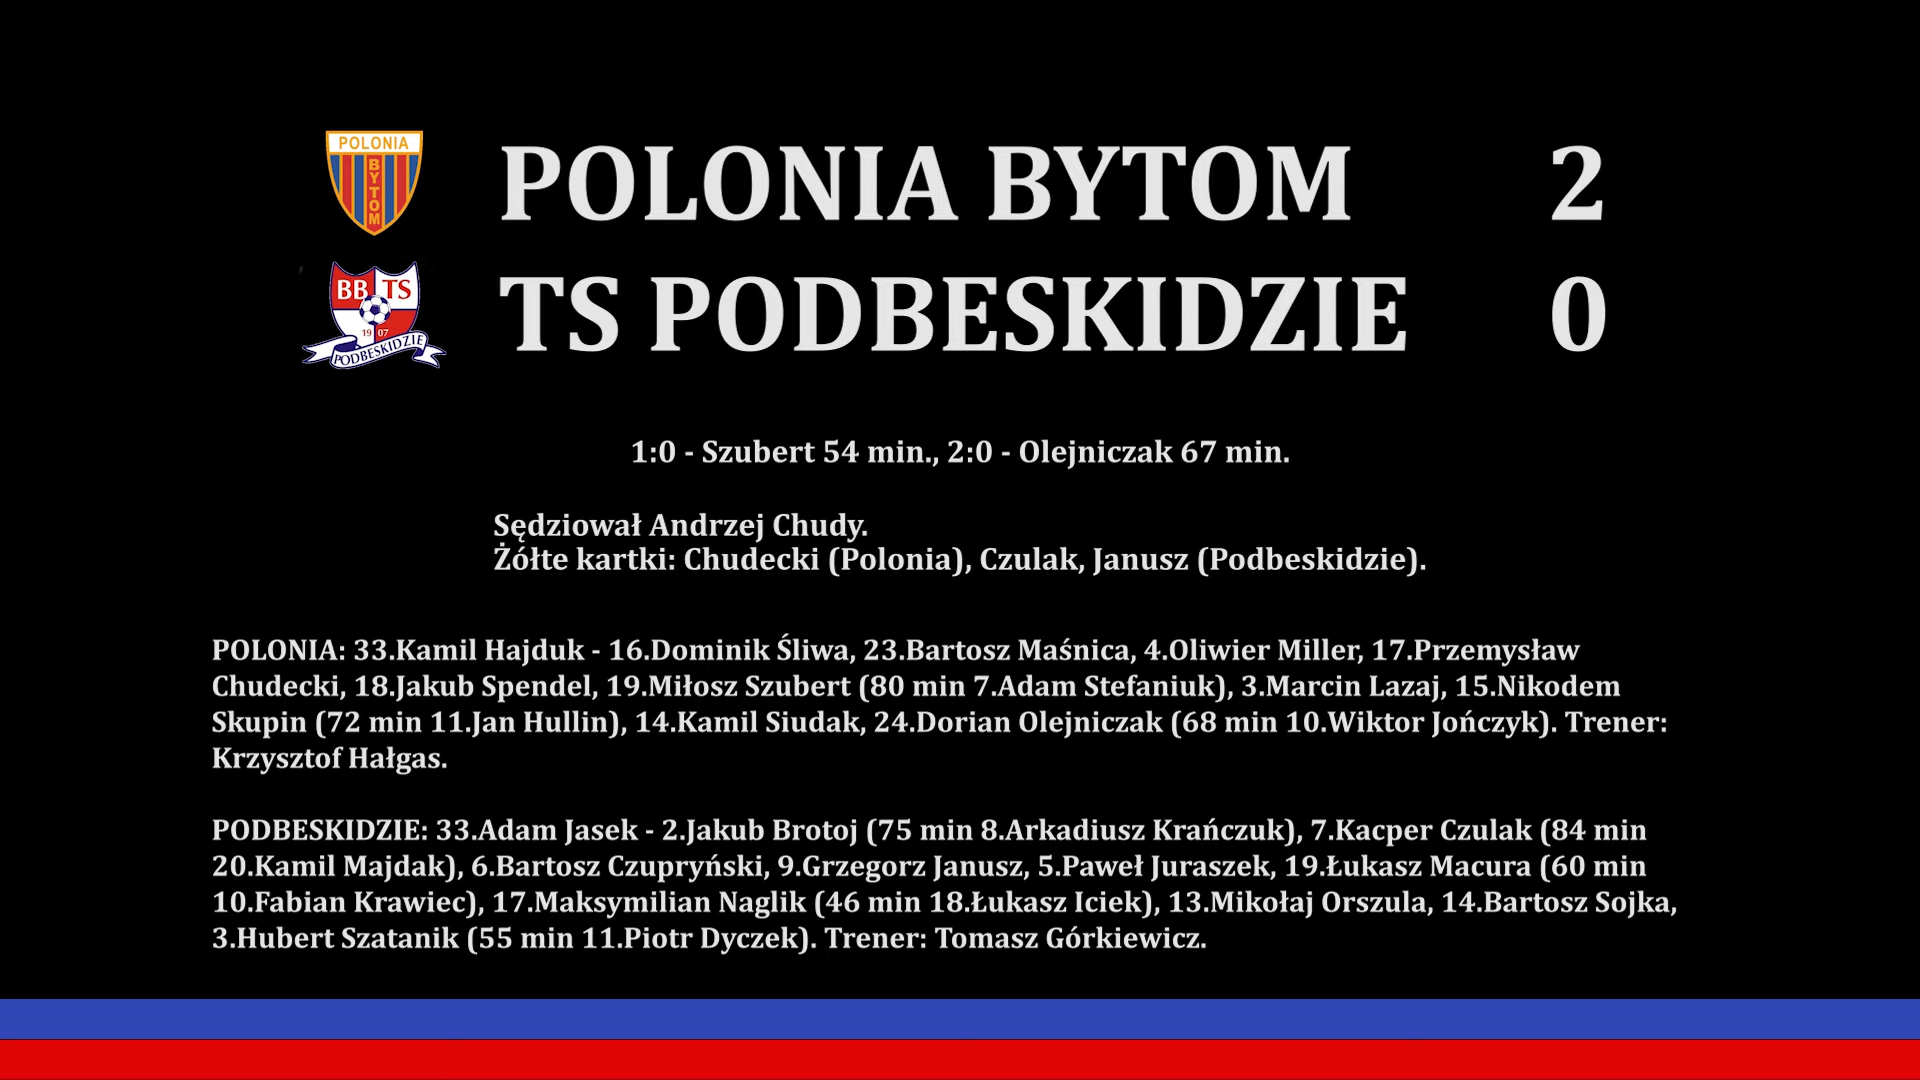 POLONIA
BYTOM
POLONIA BYTOM 2
BB TS
19 07
PODBESKIDZIE
TS PODBESKIDZIE 0
1:0 - Szubert 54 min., 2:0 - Olejniczak 67 min.
Sędziował Andrzej Chudy.
Żółte kartki: Chudecki (Polonia), Czulak, Janusz (Podbeskidzie).
POLONIA: 33.Kamil Hajduk - 16.Dominik Śliwa, 23.Bartosz Maśnica, 4.Oliwier Miller, 17.Przemysław
Chudecki, 18.Jakub Spendel, 19.Miłosz Szubert (80 min 7.Adam Stefaniuk), 3.Marcin Lazaj, 15.Nikodem
Skupin (72 min 11.Jan Hullin), 14.Kamil Siudak, 24.Dorian Olejniczak (68 min 10.Wiktor Jończyk). Trener:
Krzysztof Hałgas.
PODBESKIDZIE: 33.Adam Jasek - 2.Jakub Brotoj (75 min 8.Arkadiusz Krańczuk), 7.Kacper Czulak (84 min
20.Kamil Majdak), 6.Bartosz Czupryński, 9.Grzegorz Janusz, 5.Paweł Juraszek, 19.Łukasz Macura (60 min
10.Fabian Krawiec), 17.Maksymilian Naglik (46 min 18.Łukasz Iciek), 13.Mikołaj Orszula, 14.Bartosz Sojka,
3.Hubert Szatanik (55 min 11.Piotr Dyczek). Trener: Tomasz Górkiewicz.